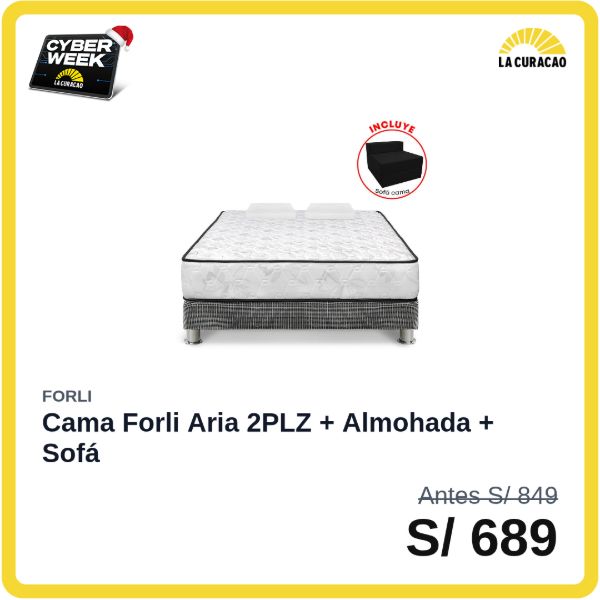 CYBER
WEEK
LA CURACAO
LA CURACAO
INCLUYE
Sofá cama
FORLI
Cama Forli Aria 2PLZ + Almohada +
Sofá
Antes S/ 849
S/ 689